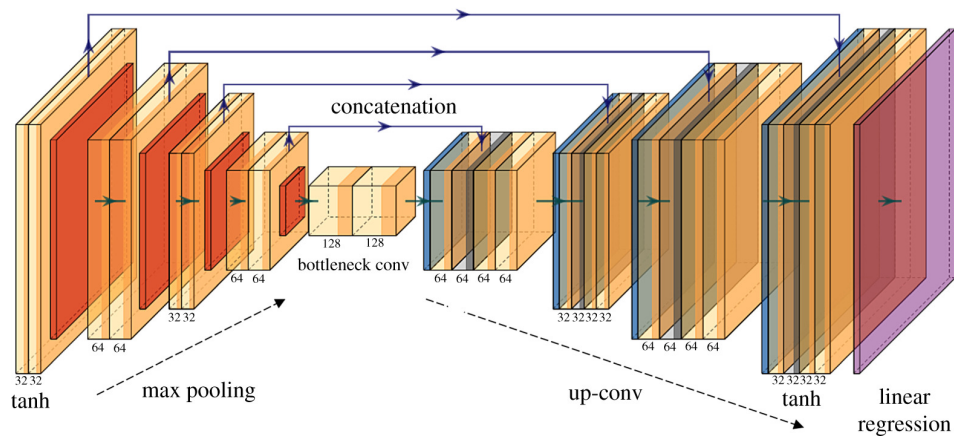 concatenation
128 128
bottleneck conv
64 64
64 64 64 64
32 32
32 32 32 32
64 64
64 64 64 64
32 32
32 32 32 32
tanh
max pooling
up-conv
tanh
linear
regression